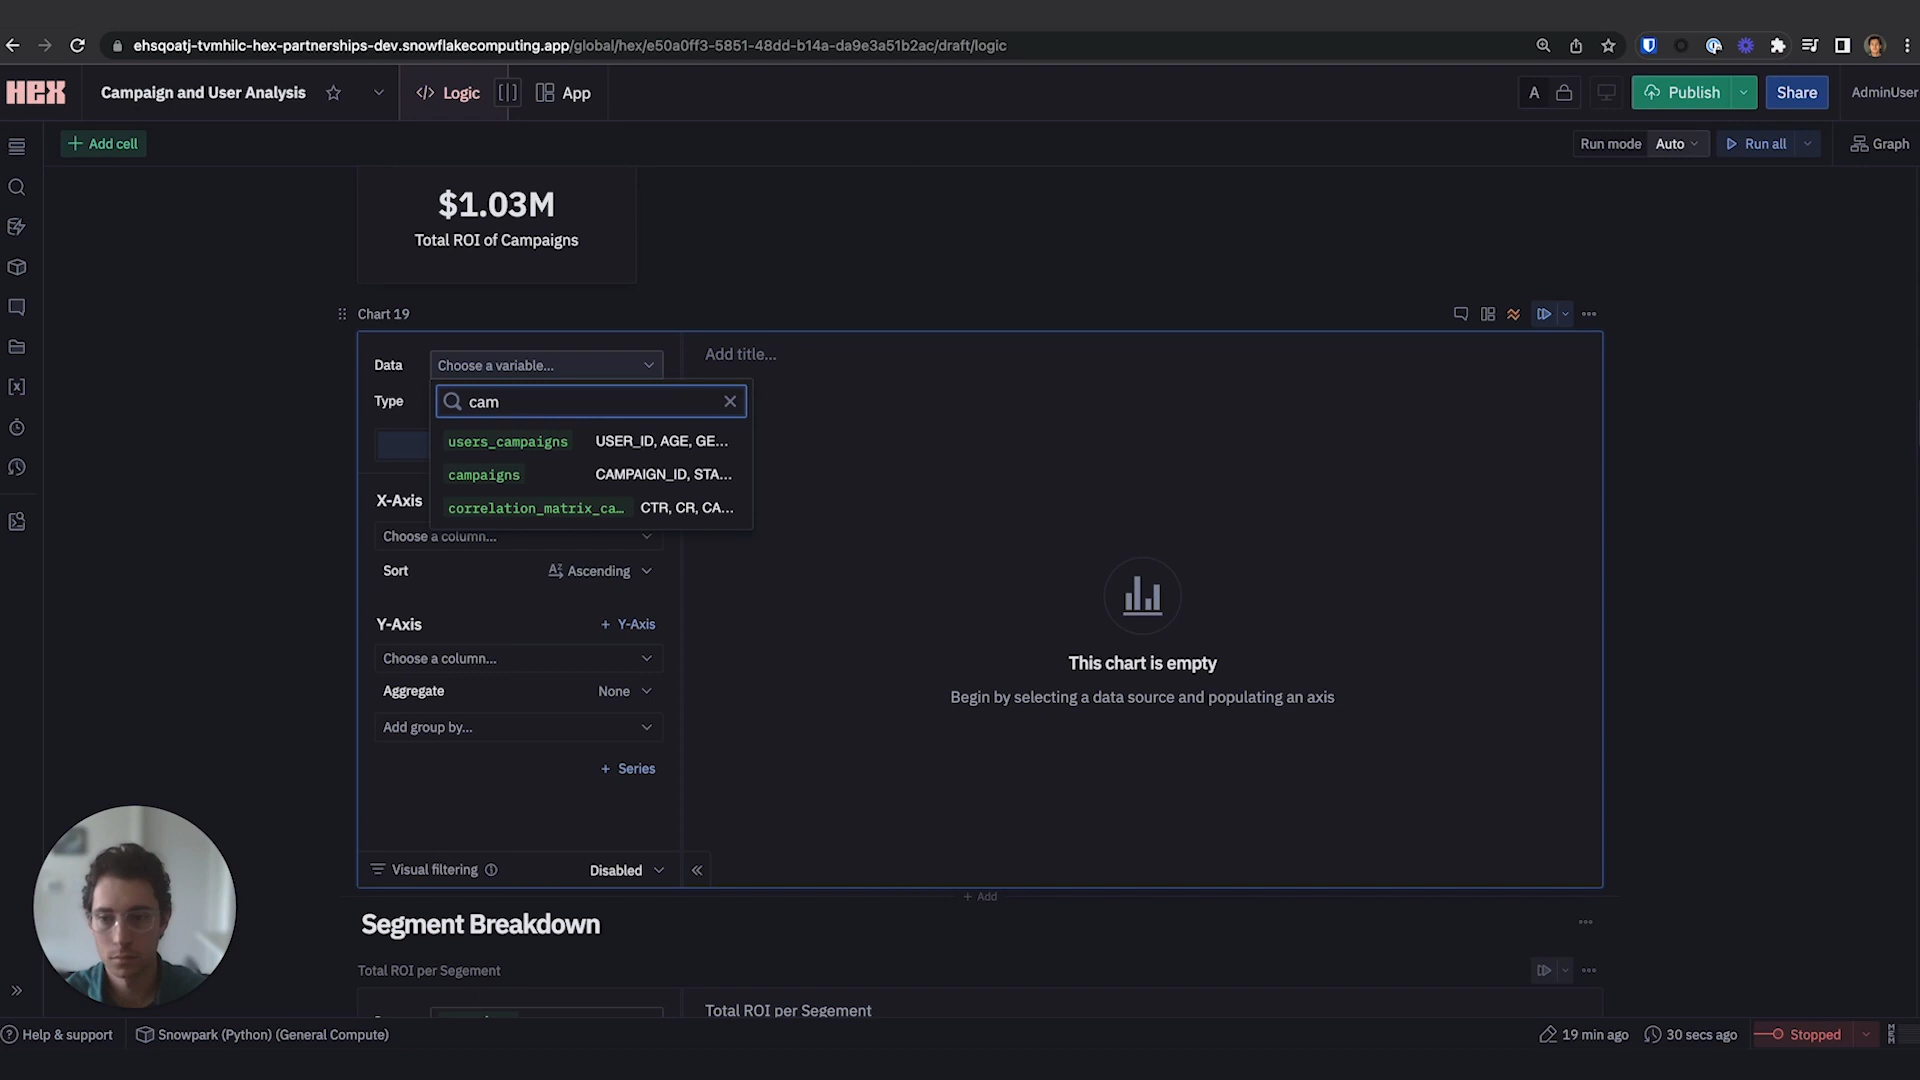 ehsqoatj-tvmhilc-hex-partnerships-dev.snowflakecomputing.app/global/hex/e50a0ff3-5851-48dd-b14a-da9e3a51b2ac/draft/logic
HEX
Campaign and User Analysis
</> Logic
App
A
Publish
Share
AdminUser
+ Add cell
Run mode Auto
Run all
Graph
$1.03M
Total ROI of Campaigns
Chart 19
Data
Choose a variable...
Add title...
Type
cam
users_campaigns USER_ID, AGE, GE...
campaigns CAMPAIGN_ID, STA...
correlation_matrix_ca... CTR, CR, CA...
X-Axis
Choose a column...
Sort
Ascending
Y-Axis
+ Y-Axis
Choose a column...
Aggregate
None
Add group by...
+ Series
This chart is empty
Begin by selecting a data source and populating an axis
Visual filtering
Disabled
+ Add
Segment Breakdown
Total ROI per Segement
Total ROI per Segement
Help & support
Snowpark (Python) (General Compute)
19 min ago
30 secs ago
Stopped
MEM